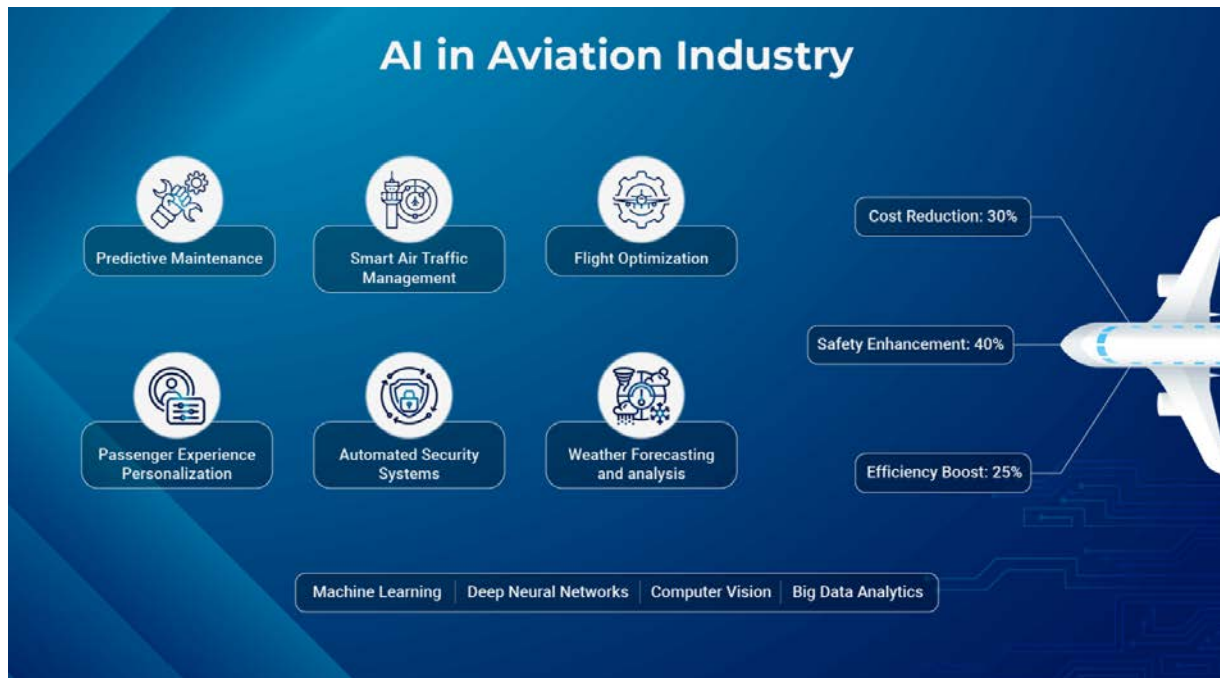 AI in Aviation Industry
Predictive Maintenance
Smart Air Traffic
Management
Flight Optimization
Cost Reduction: 30%
Safety Enhancement: 40%
Passenger Experience
Personalization
Automated Security
Systems
Weather Forecasting
and analysis
Efficiency Boost: 25%
Machine Learning
Deep Neural Networks
Computer Vision
Big Data Analytics